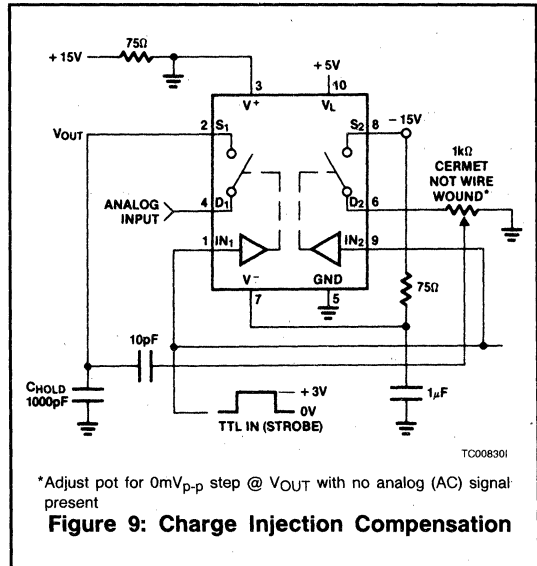 75Ω
+ 15V
+ 5V
3
10
V+
VL
2
S1
S2
8
- 15V
VOUT
1kΩ
CERMET
NOT WIRE
WOUND*
ANALOG
INPUT
4
D1
D2
6
1
IN1
IN2
9
V-
GND
7
5
75Ω
10pF
CHOLD
1000pF
+ 3V
0V
TTL IN (STROBE)
1μF
TC00830I
*Adjust pot for 0mVp-p step @ VOUT with no analog (AC) signal
present
Figure 9: Charge Injection Compensation